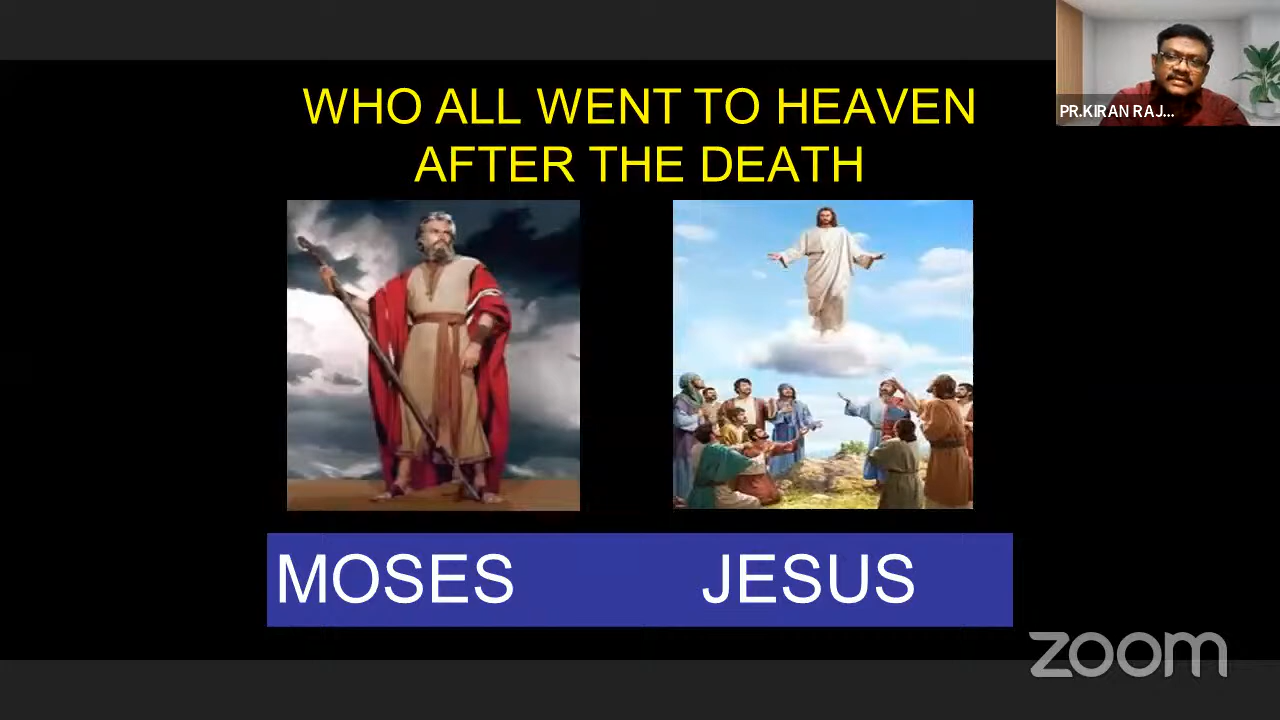 WHO ALL WENT TO HEAVEN
AFTER THE DEATH
PR.KIRAN RAJ...
MOSES JESUS
zoom